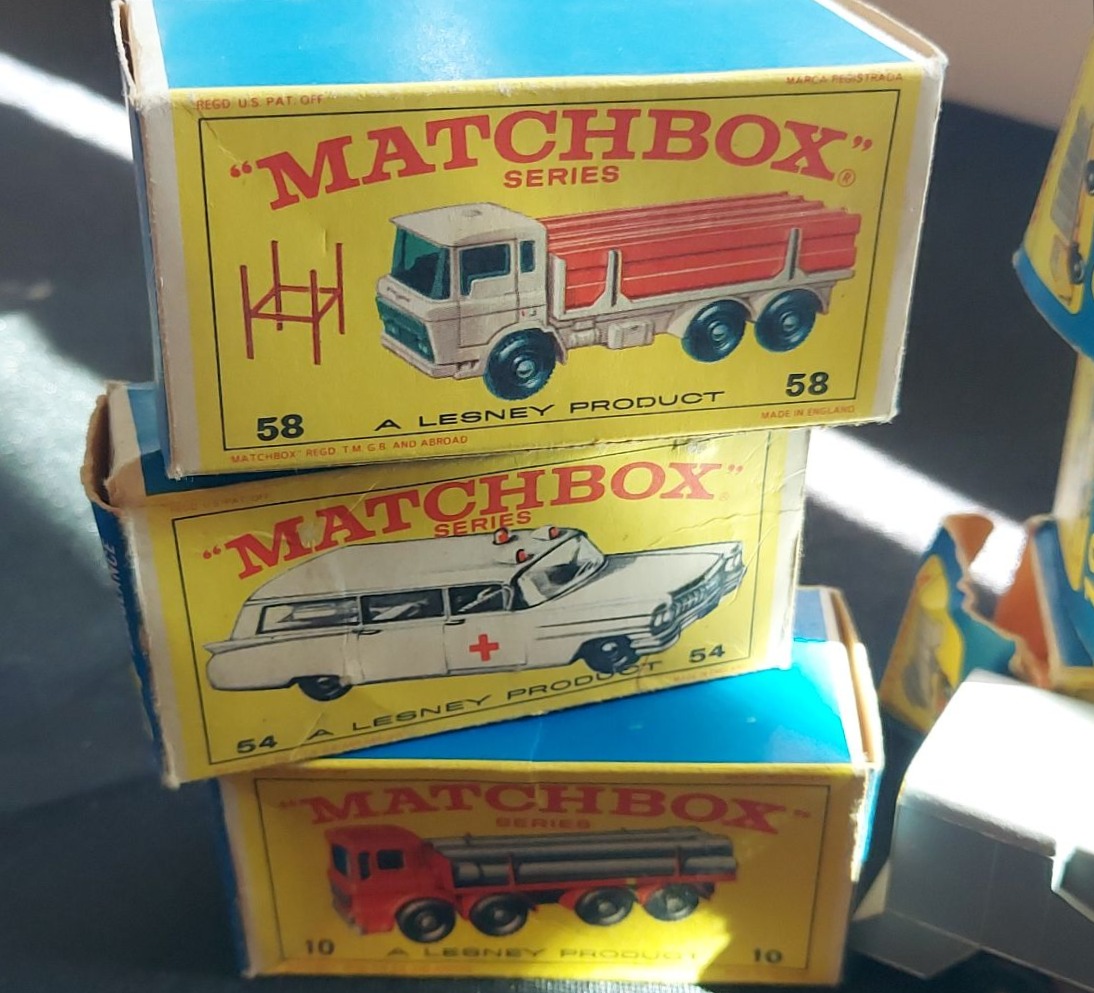 REGD U.S. PAT. OFF.
MARCA REGISTRADA
"MATCHBOX"®
SERIES
58 A LESNEY PRODUCT 58
"MATCHBOX" REGD. T.M. G.B. AND ABROAD
MADE IN ENGLAND
"MATCHBOX"
SERIES
54 A LESNEY PRODUCT 54
"MATCHBOX"
SERIES
10 A LESNEY PRODUCT 10